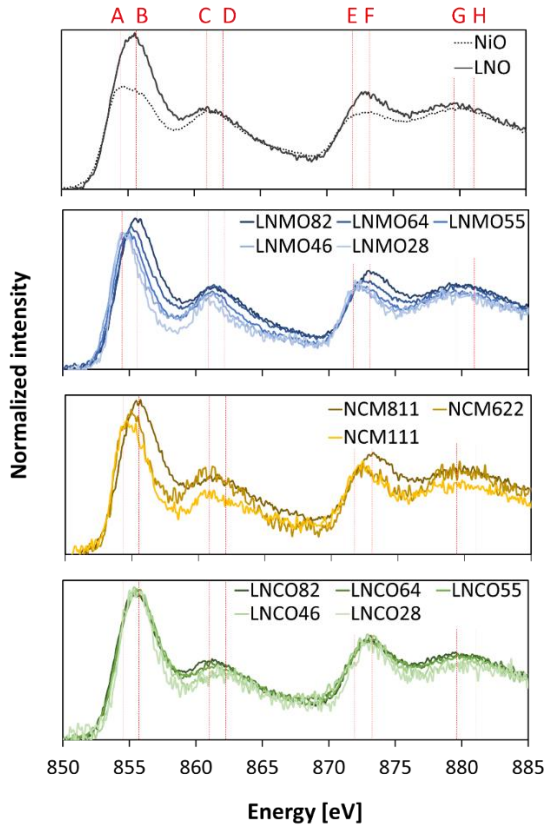 A B C D E F G H
NiO
LNO
LNMO82 LNMO64 LNMO55
LNMO46 LNMO28
NCM811 NCM622
NCM111
LNCO82 LNCO64 LNCO55
LNCO46 LNCO28
Normalized intensity
850 855 860 865 870 875 880 885
Energy [eV]